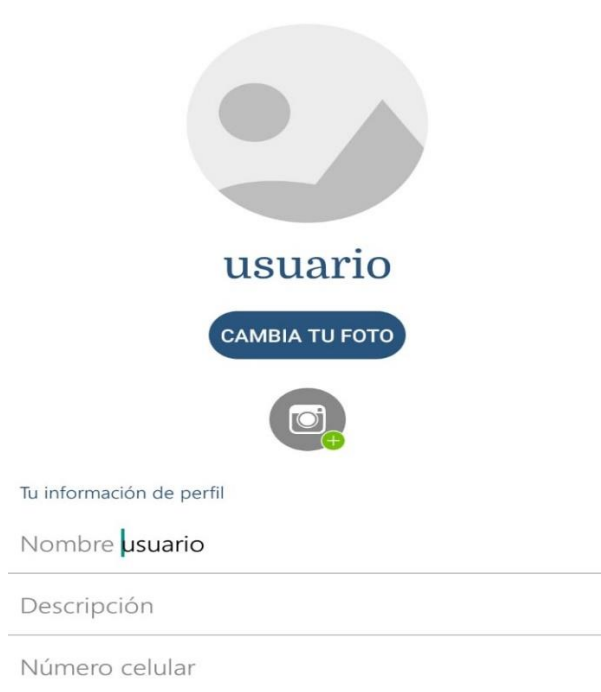 usuario
CAMBIA TU FOTO
Tu información de perfil
Nombre usuario
Descripción
Número celular